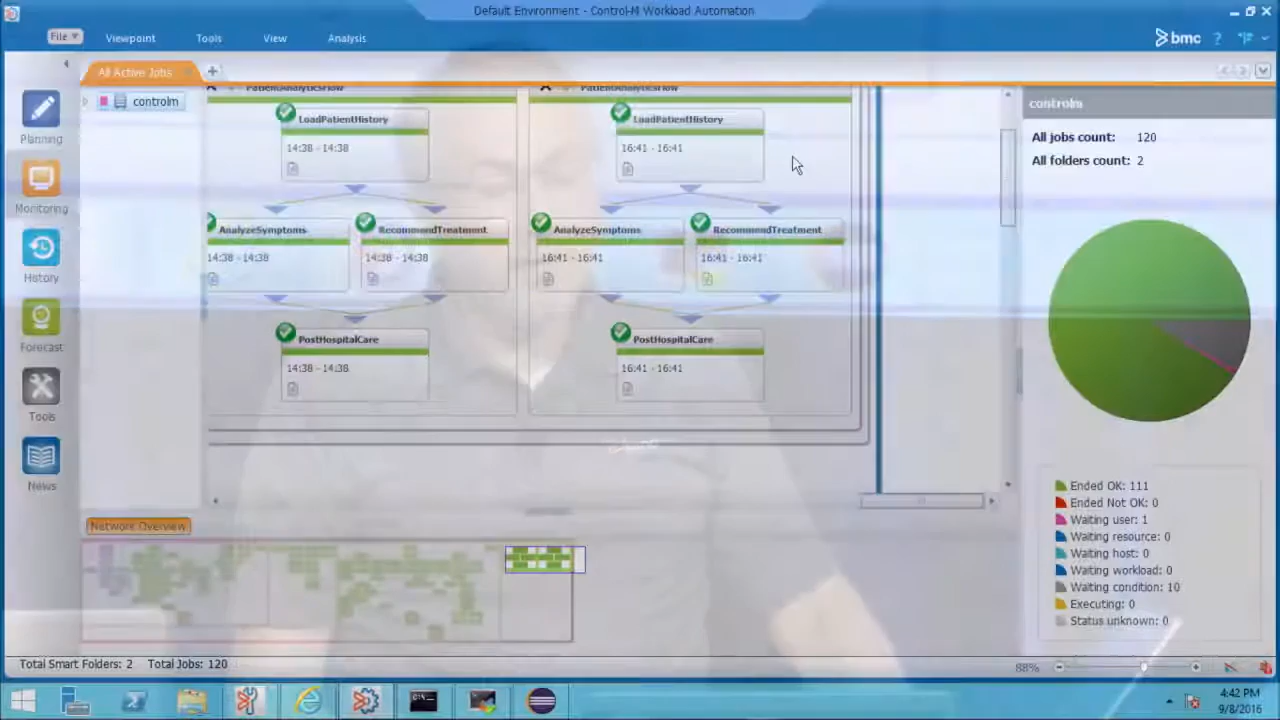 Default Environment - Control-M Workload Automation
File
Viewpoint
Tools
View
Analysis
bmc
?
All Active Jobs
+
controlm
Planning
Monitoring
History
Forecast
Tools
News
PatientAnalyticsFlow
PatientAnalyticsFlow
LoadPatientHistory
14:38 - 14:38
LoadPatientHistory
16:41 - 16:41
AnalyzeSymptoms
14:38 - 14:38
RecommendTreatment
14:38 - 14:38
AnalyzeSymptoms
16:41 - 16:41
RecommendTreatment
16:41 - 16:41
PostHospitalCare
14:38 - 14:38
PostHospitalCare
16:41 - 16:41
controlm
All jobs count: 120
All folders count: 2
Ended OK: 111
Ended Not OK: 0
Waiting user: 1
Waiting resource: 0
Waiting host: 0
Waiting workload: 0
Waiting condition: 10
Executing: 0
Status unknown: 0
Network Overview
Total Smart Folders: 2 Total Jobs: 120
88%
4:42 PM
9/8/2016